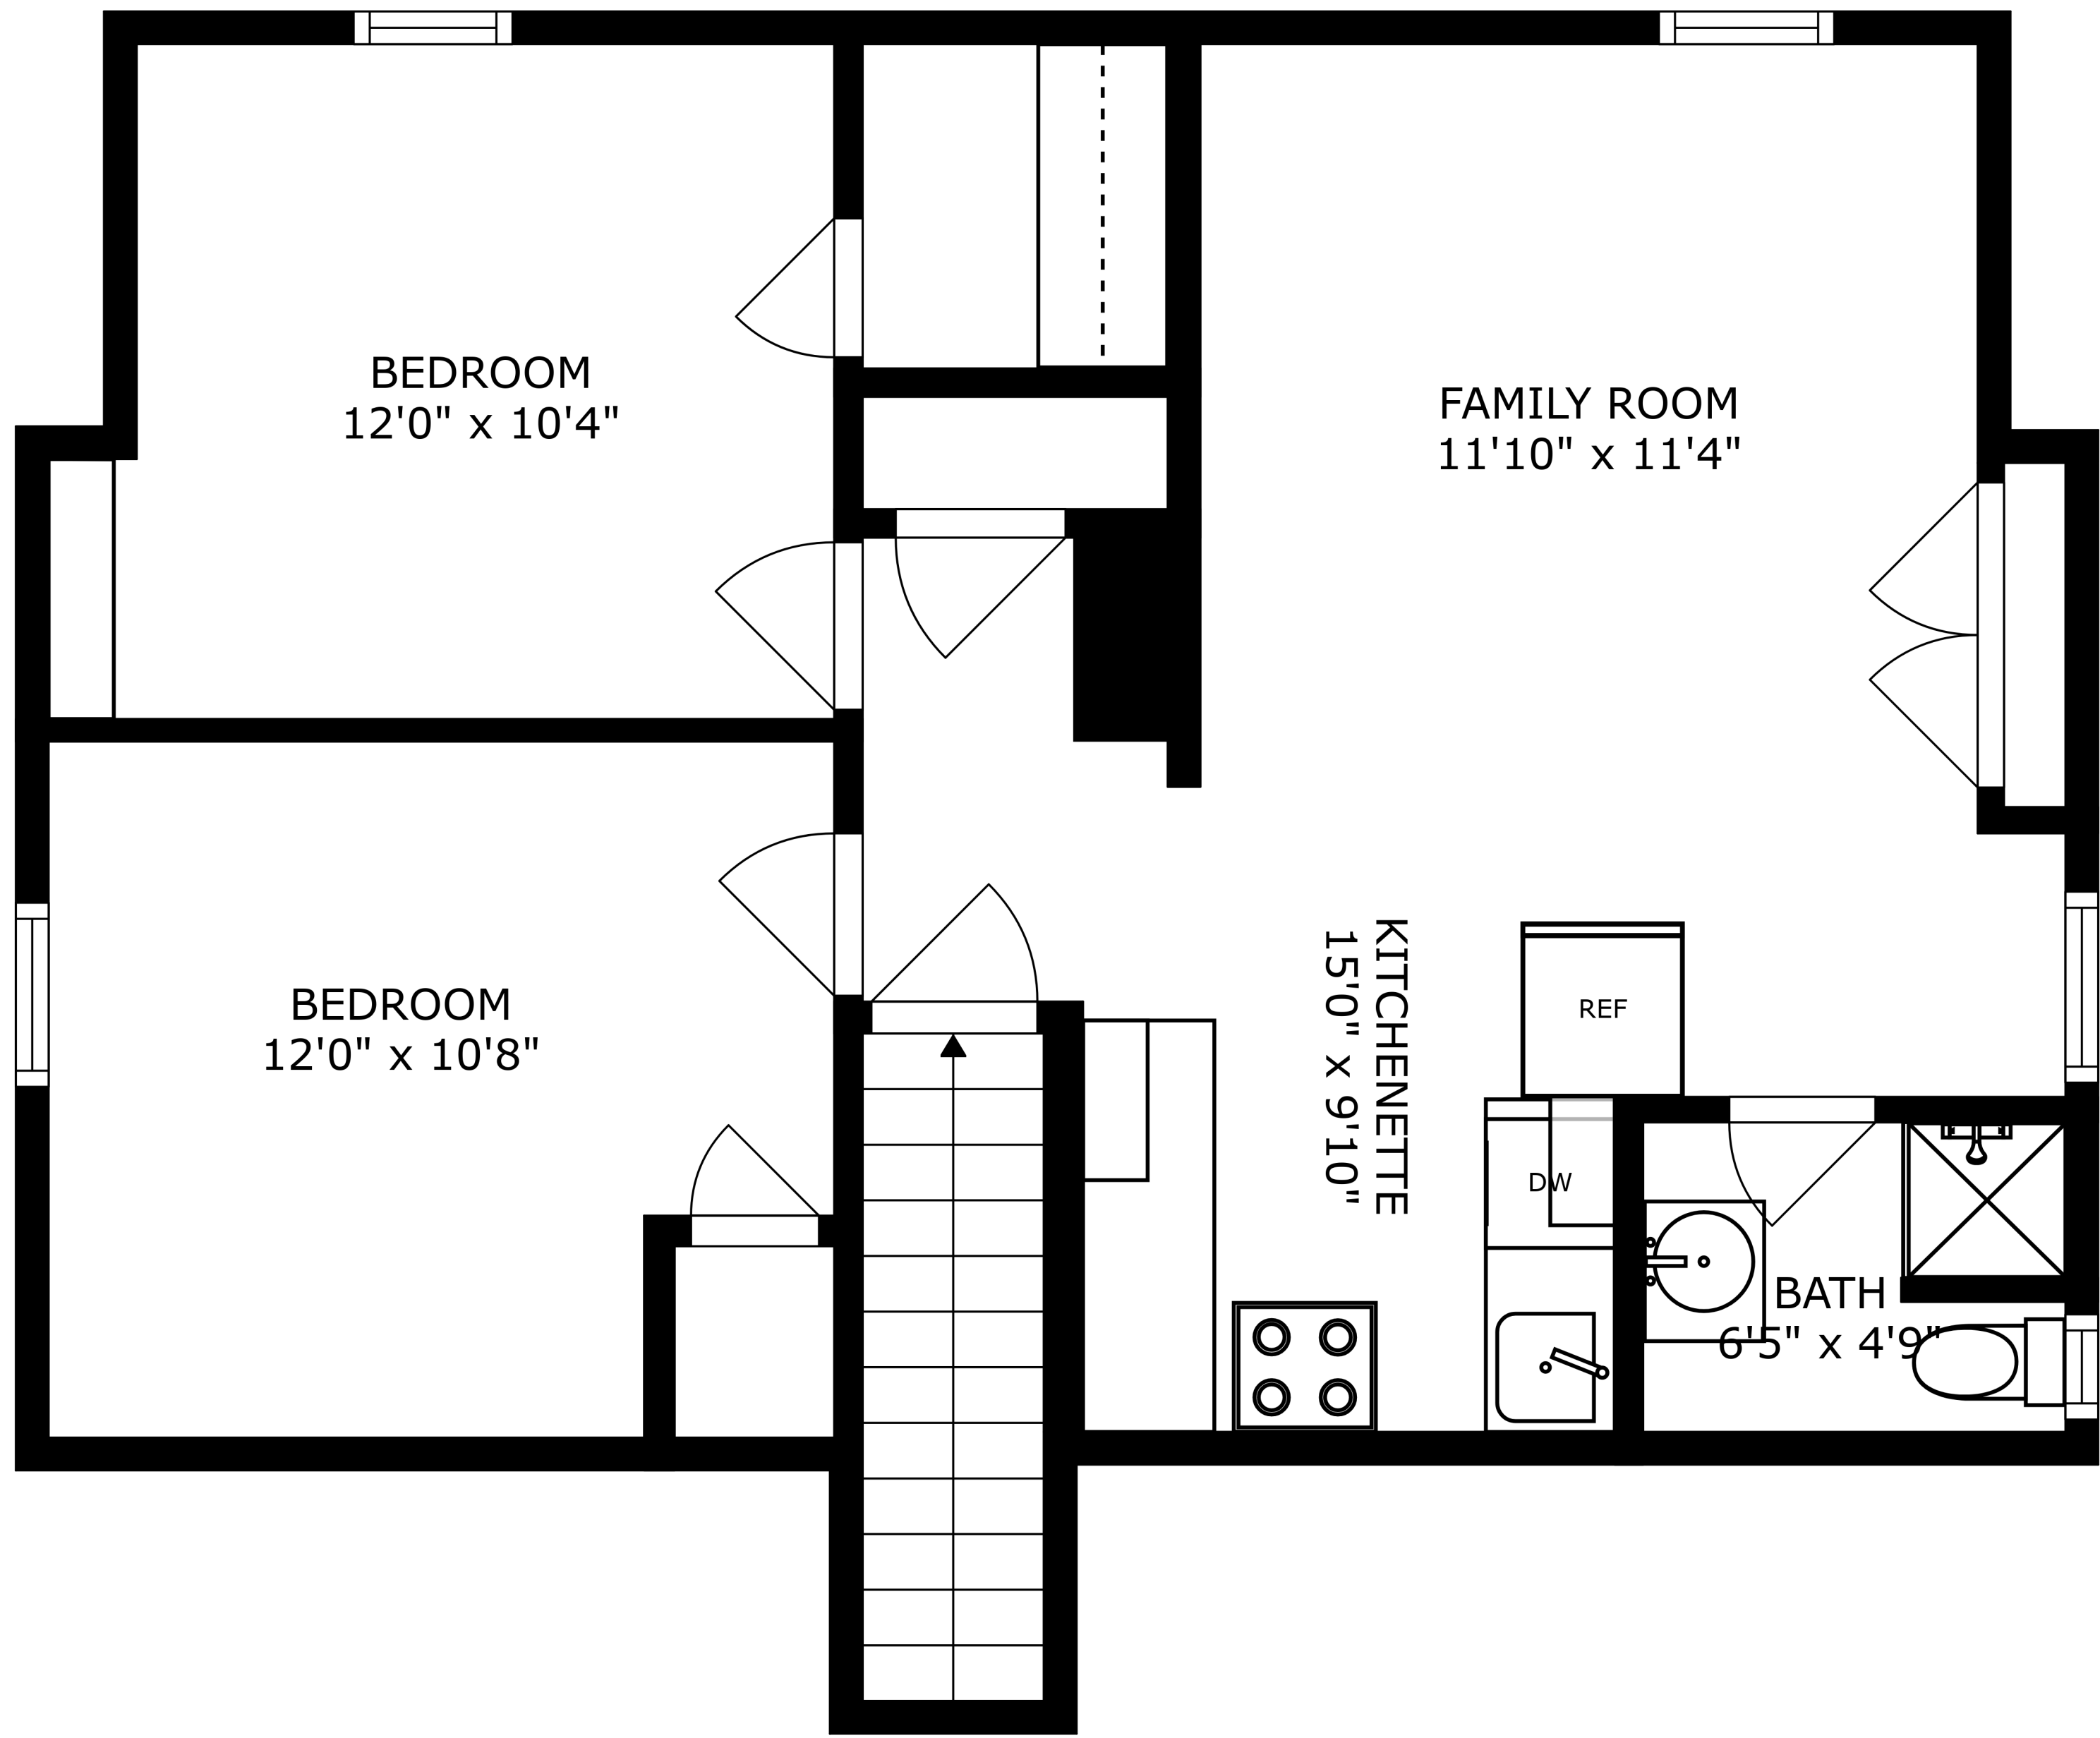 BEDROOM
12'0" x 10'4"
FAMILY ROOM
11'10" x 11'4"
BEDROOM
12'0" x 10'8"
KITCHENETTE
15'0" x 9'10"
REF
DW
BATH
6'5" x 4'9"